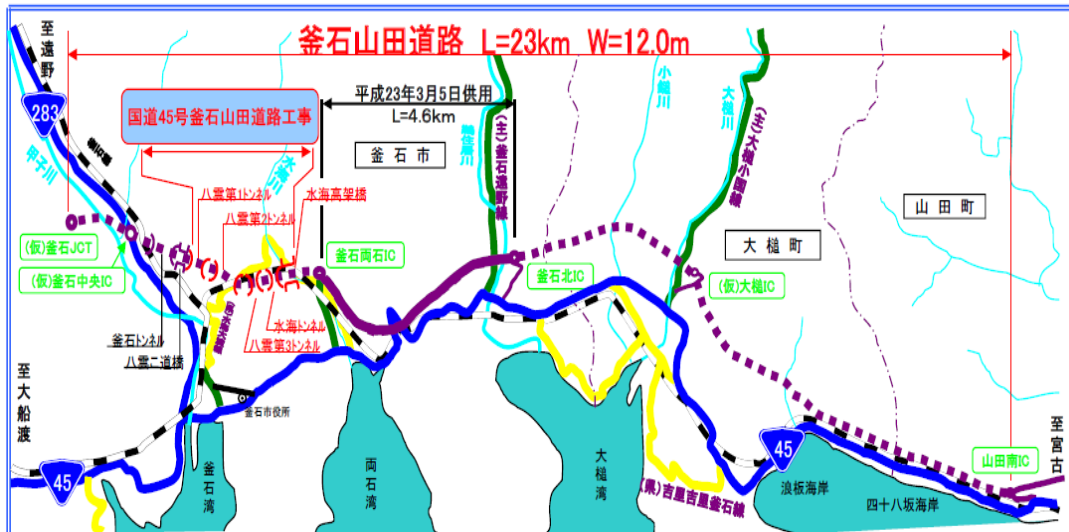 釜石山田道路 L=23km W=12.0m
至遠野
283
甲子川
国道45号釜石山田道路工事
平成23年3月5日供用
L=4.6km
釜石市
水海川
鵜住居川
(主)釜石遠野線
小鎚川
大槌川
(主)大槌小国線
山田町
大槌町
八雲第1トンネル
八雲第2トンネル
水海高架橋
(仮)釜石JCT
(仮)釜石中央IC
釜石両石IC
釜石北IC
(仮)大槌IC
釜石トンネル
八雲二道橋
水海トンネル
八雲第3トンネル
釜石市役所
至大船渡
45
釜石湾
両石湾
大槌湾
(県)吉里吉里釜石線
45
浪板海岸
四十八坂海岸
山田南IC
至宮古